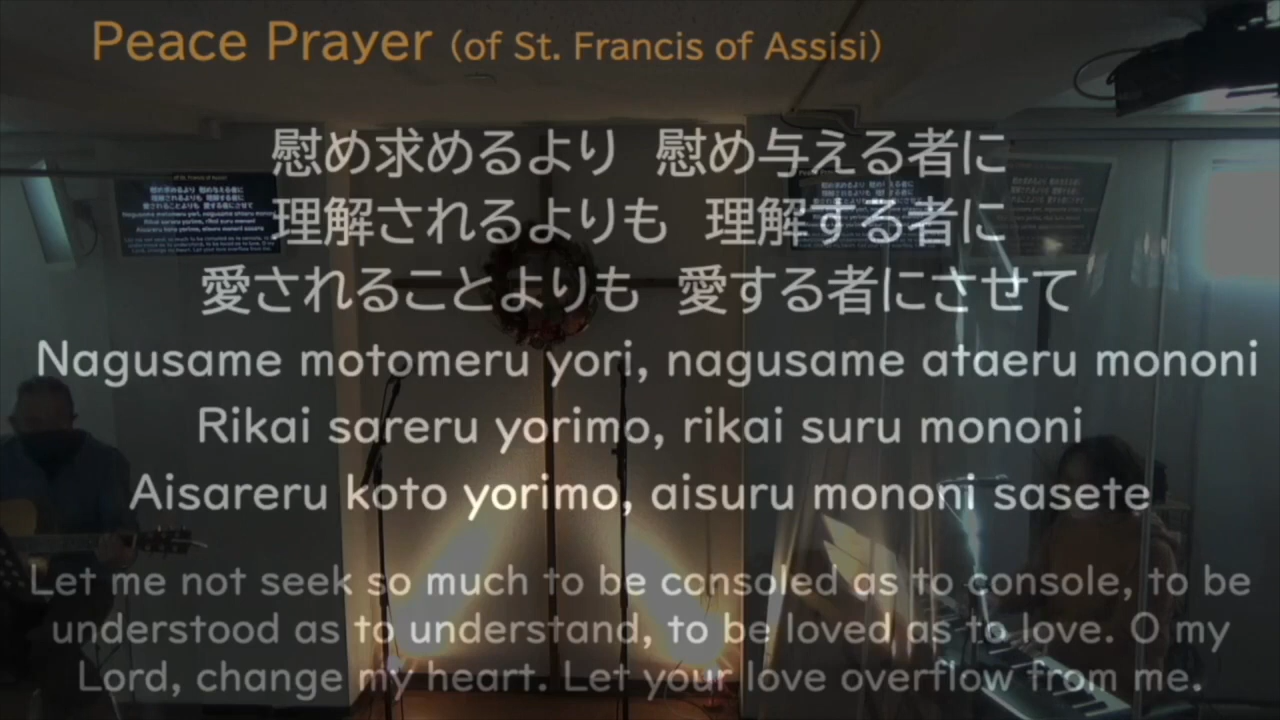 Peace Prayer (of St. Francis of Assisi)
慰め求めるより 慰め与える者に
理解されるよりも 理解する者に
愛されることよりも 愛する者にさせて
Nagusame motomeru yori, nagusame ataeru mononi
Rikai sareru yorimo, rikai suru mononi
Aisareru koto yorimo, aisuru mononi sasete
Let me not seek so much to be consoled as to console, to be
understood as to understand, to be loved as to love. O my
Lord, change my heart. Let your love overflow from me.